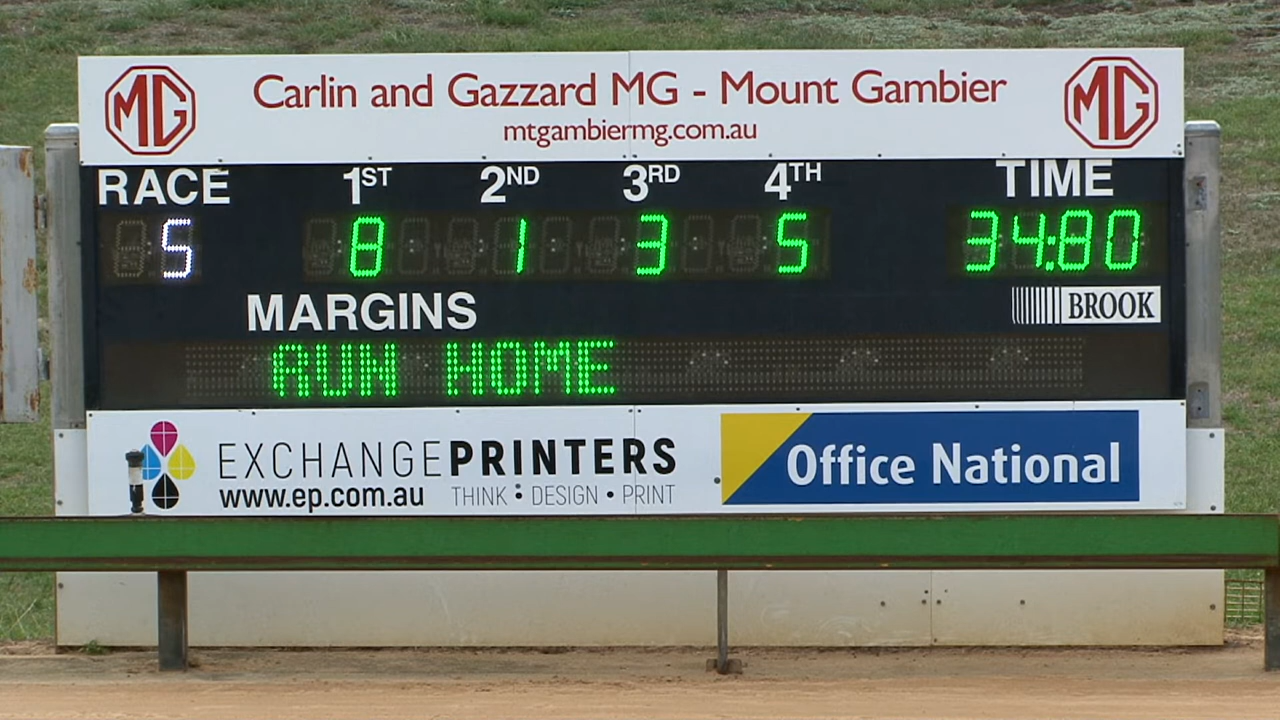 MG Carlin and Gazzard MG - Mount Gambier MG
mtgambiermg.com.au
RACE 1ST 2ND 3RD 4TH TIME
5 8 1 3 5 34:80
MARGINS BROOK
RUN HOME
EXCHANGEPRINTERS
www.ep.com.au THINK • DESIGN • PRINT
Office National